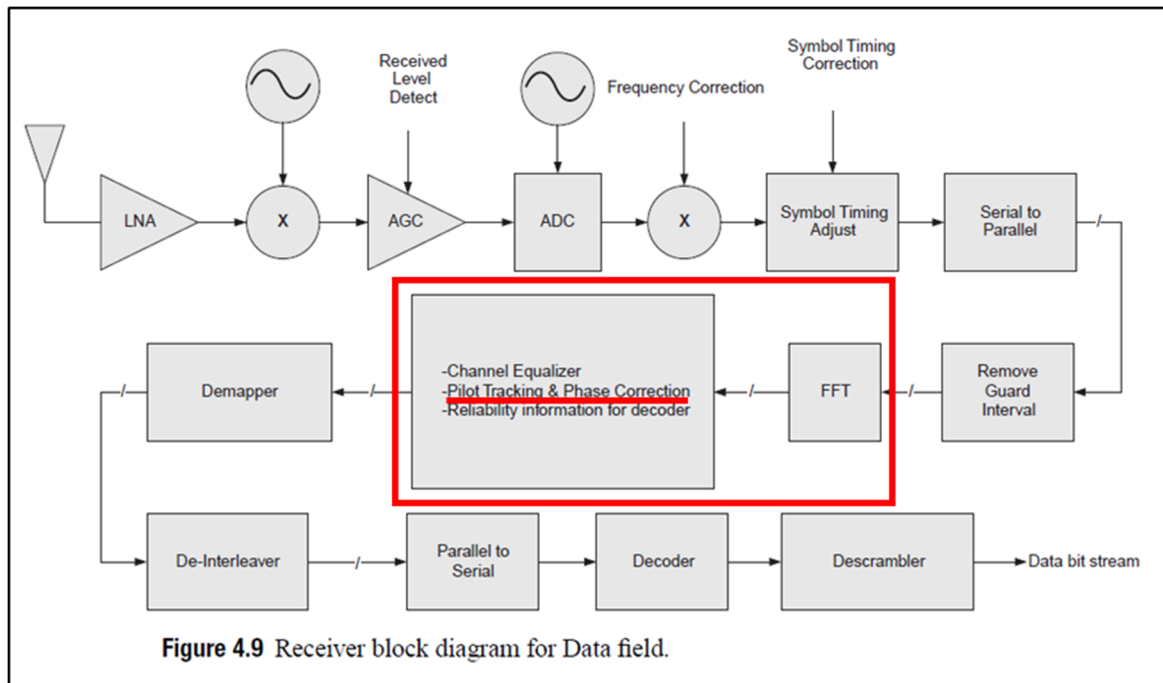 Received
Level
Detect
Frequency Correction
Symbol Timing
Correction
LNA
X
AGC
ADC
X
Symbol Timing
Adjust
Serial to
Parallel
Demapper
-Channel Equalizer
-Pilot Tracking & Phase Correction
-Reliability information for decoder
FFT
Remove
Guard
Interval
De-Interleaver
Parallel to
Serial
Decoder
Descrambler
Data bit stream
Figure 4.9 Receiver block diagram for Data field.